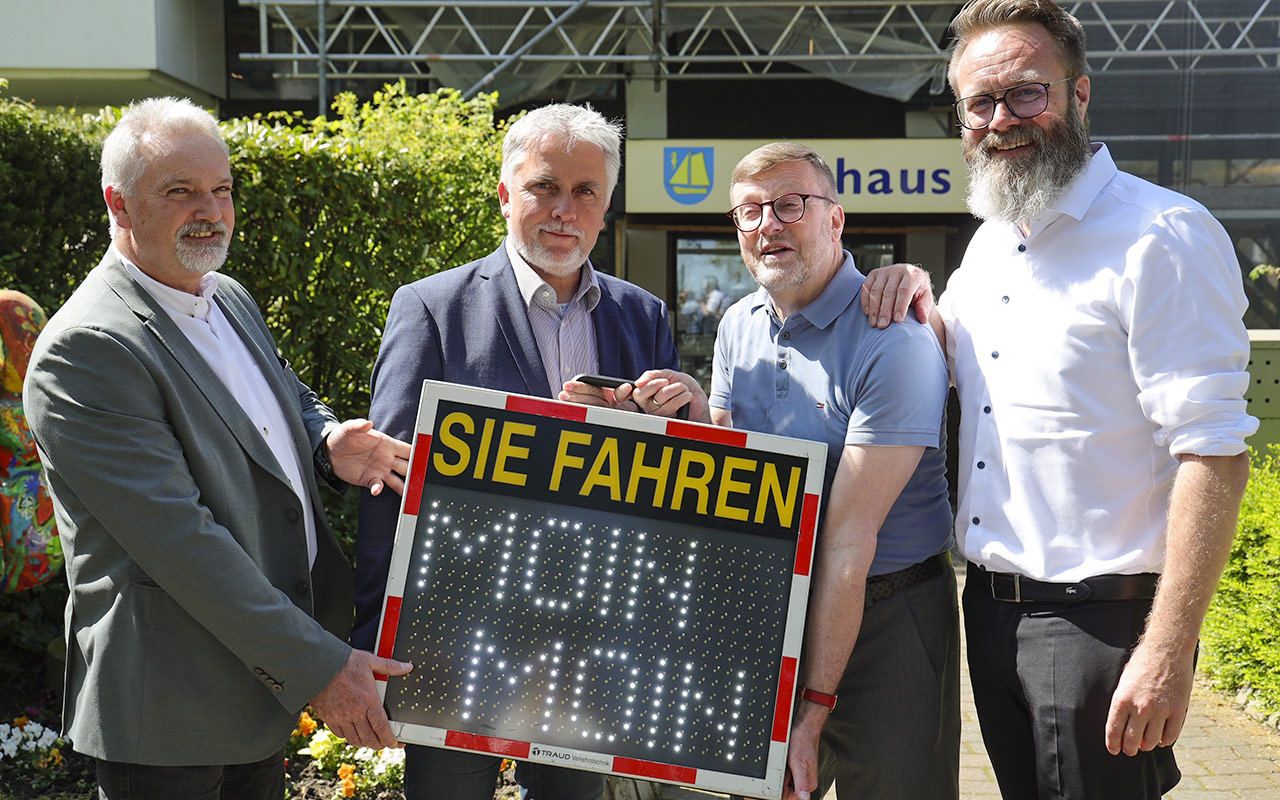 haus
SIE FAHREN
MOIN
MOIN
TRAUD Verkehrstechnik